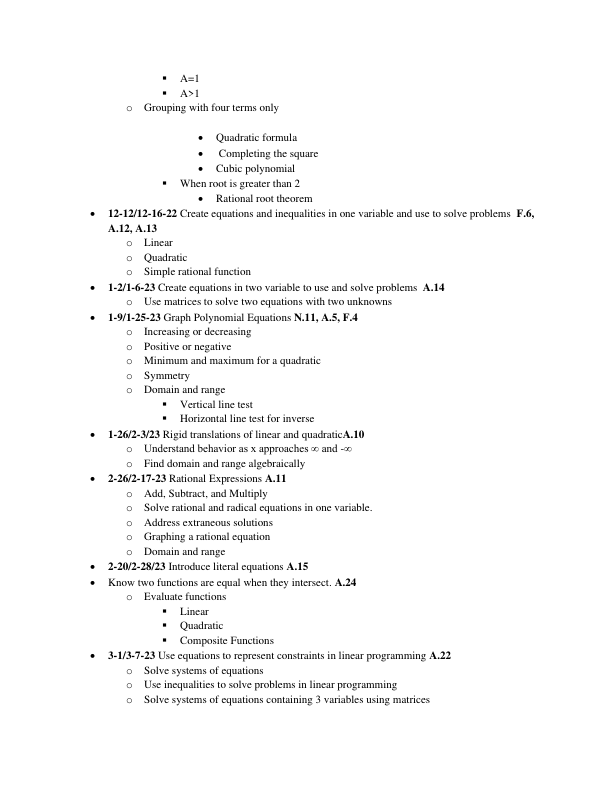 ▪ A=1
▪ A>1
o Grouping with four terms only
• Quadratic formula
• Completing the square
• Cubic polynomial
▪ When root is greater than 2
• Rational root theorem
• 12-12/12-16-22 Create equations and inequalities in one variable and use to solve problems F.6,
A.12, A.13
o Linear
o Quadratic
o Simple rational function
• 1-2/1-6-23 Create equations in two variable to use and solve problems A.14
o Use matrices to solve two equations with two unknowns
• 1-9/1-25-23 Graph Polynomial Equations N.11, A.5, F.4
o Increasing or decreasing
o Positive or negative
o Minimum and maximum for a quadratic
o Symmetry
o Domain and range
▪ Vertical line test
▪ Horizontal line test for inverse
• 1-26/2-3/23 Rigid translations of linear and quadraticA.10
o Understand behavior as x approaches ∞ and -∞
o Find domain and range algebraically
• 2-26/2-17-23 Rational Expressions A.11
o Add, Subtract, and Multiply
o Solve rational and radical equations in one variable.
o Address extraneous solutions
o Graphing a rational equation
o Domain and range
• 2-20/2-28/23 Introduce literal equations A.15
• Know two functions are equal when they intersect. A.24
o Evaluate functions
▪ Linear
▪ Quadratic
▪ Composite Functions
• 3-1/3-7-23 Use equations to represent constraints in linear programming A.22
o Solve systems of equations
o Use inequalities to solve problems in linear programming
o Solve systems of equations containing 3 variables using matrices